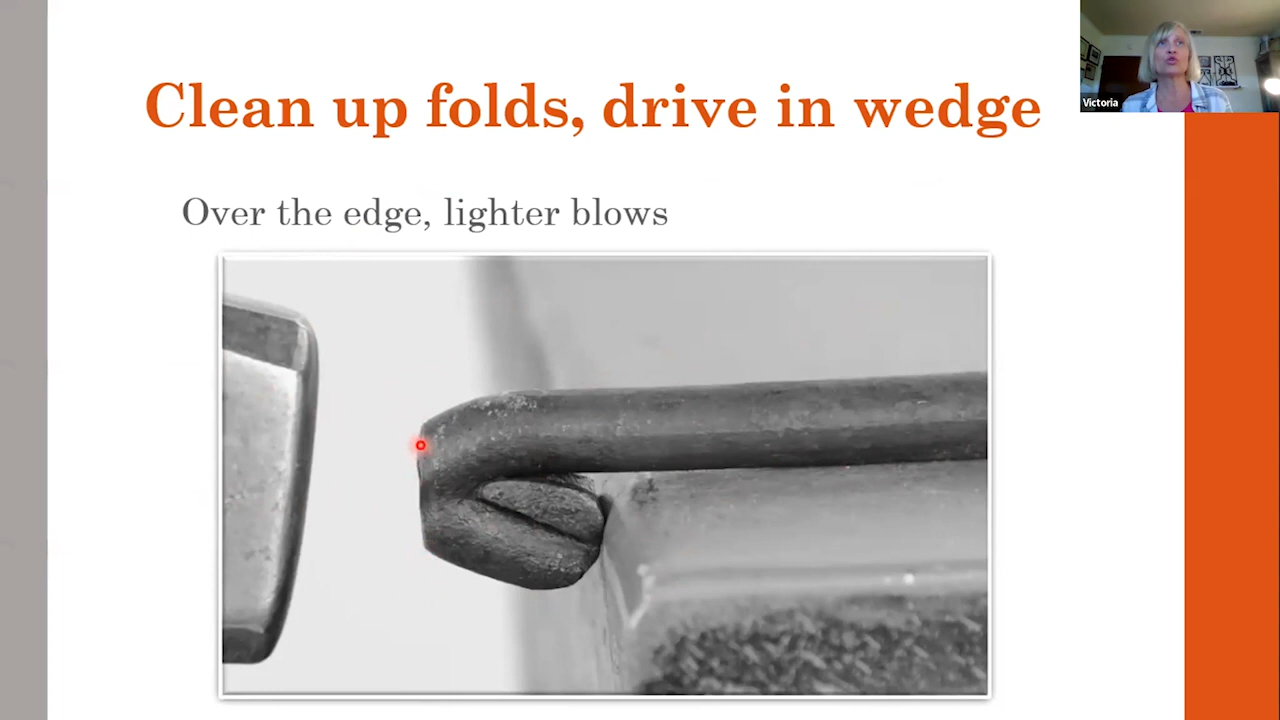 Clean up folds, drive in wedge
Over the edge, lighter blows
Victoria